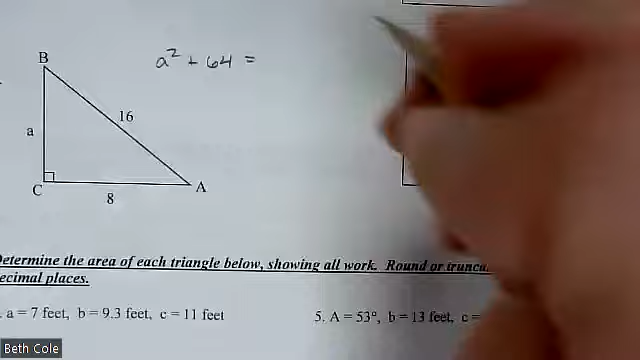 B
a² + 64 =
16
a
C
A
8
Determine the area of each triangle below, showing all work. Round or trunca
ecimal places.
. a = 7 feet, b = 9.3 feet, c = 11 feet
5. A = 53°, b = 13 feet, c =
Beth Cole